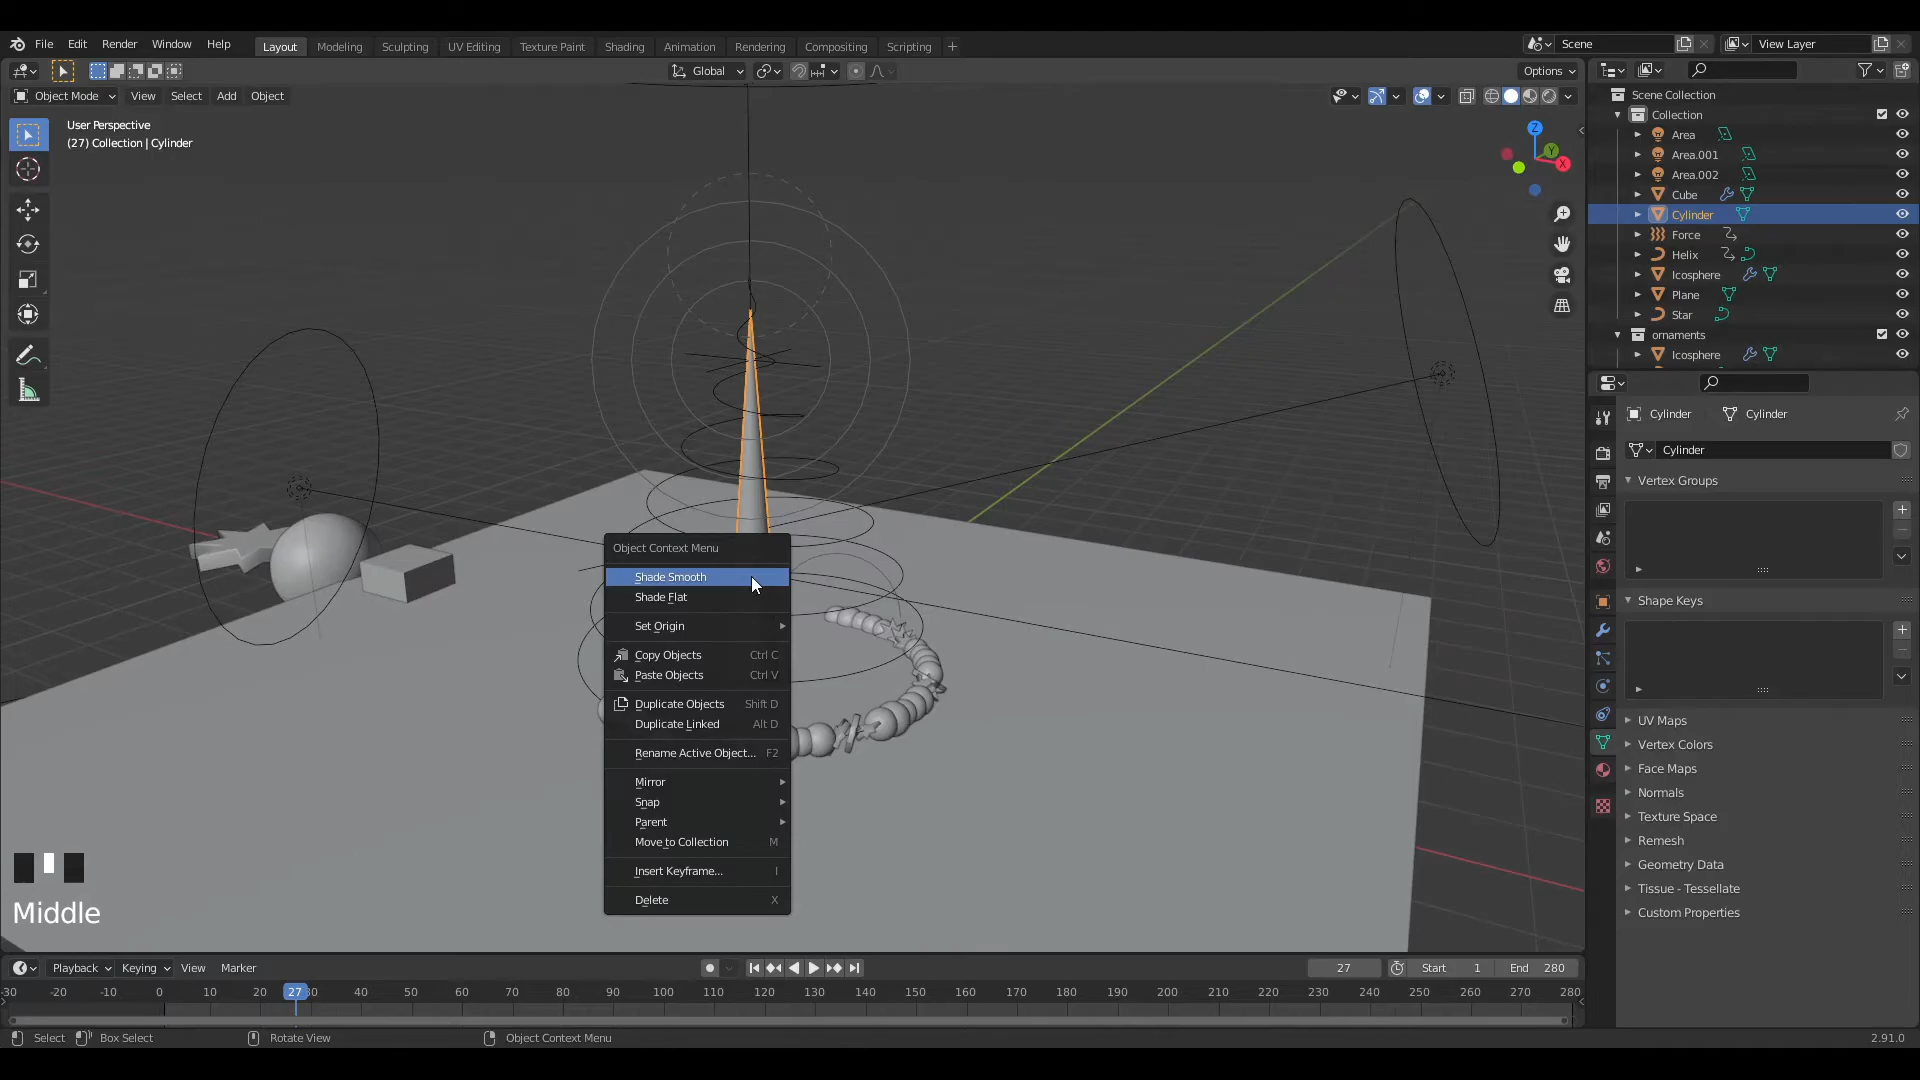 File Edit Render Window Help Layout Modeling Sculpting UV Editing Texture Paint Shading Animation Rendering Compositing Scripting + Scene View Layer
Global Options
Object Mode View Select Add Object
User Perspective
(27) Collection | Cylinder
Z
Y
X
Scene Collection
Collection
Area
Area.001
Area.002
Cube
Cylinder
Force
Helix
Icosphere
Plane
Star
ornaments
Icosphere
Cylinder Cylinder
Cylinder
Vertex Groups
Shape Keys
UV Maps
Vertex Colors
Face Maps
Normals
Texture Space
Remesh
Geometry Data
Tissue - Tessellate
Custom Properties
Object Context Menu
Shade Smooth
Shade Flat
Set Origin
Copy Objects Ctrl C
Paste Objects Ctrl V
Duplicate Objects Shift D
Duplicate Linked Alt D
Rename Active Object... F2
Mirror
Snap
Parent
Move to Collection M
Insert Keyframe... I
Delete X
Middle
Playback Keying View Marker 27 Start 1 End 280
-30 -20 -10 0 10 20 27 30 40 50 60 70 80 90 100 110 120 130 140 150 160 170 180 190 200 210 220 230 240 250 260 270 280
Select Box Select Rotate View Object Context Menu 2.91.0